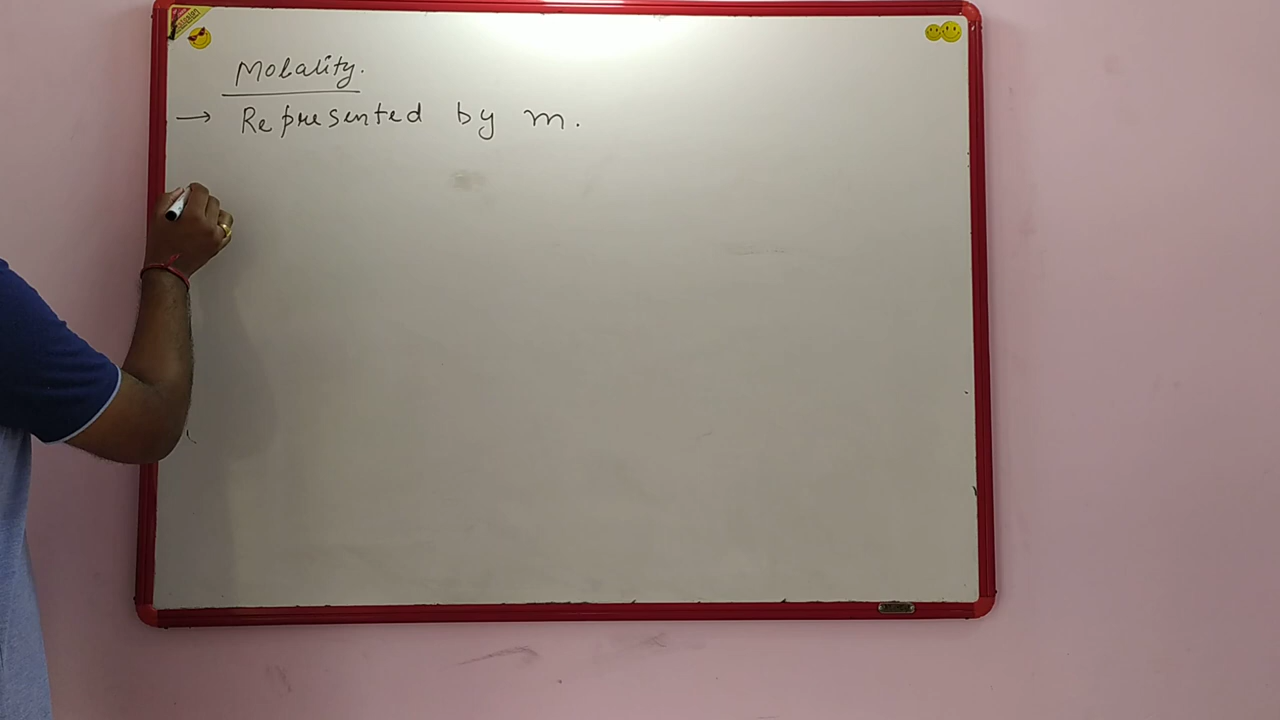 Molality.
→ Represented by m.